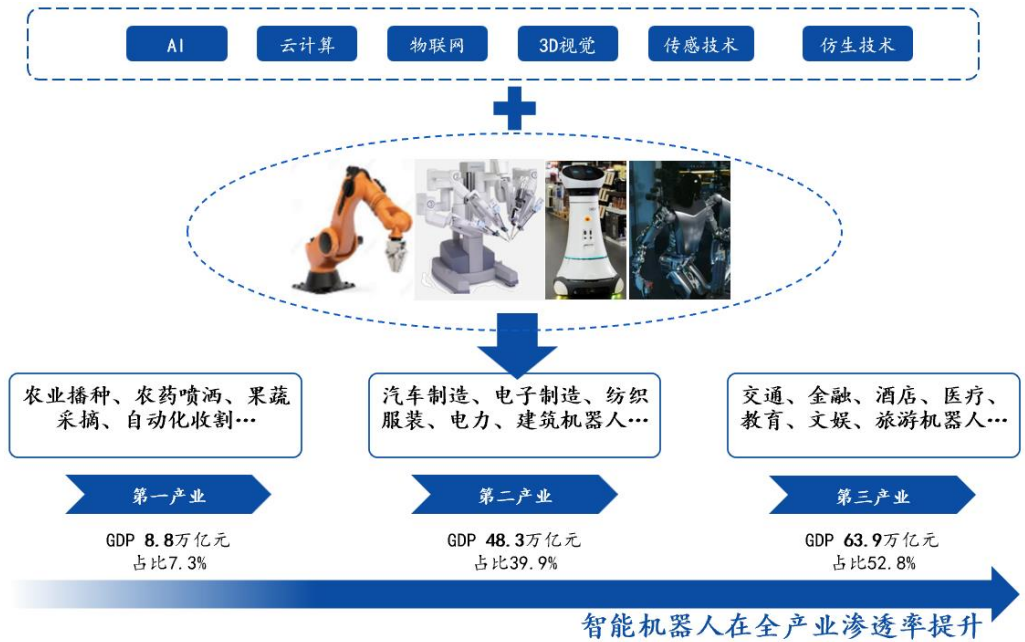 AI
云计算
物联网
3D视觉
传感技术
仿生技术
农业播种、农药喷洒、果蔬
采摘、自动化收割…
汽车制造、电子制造、纺织
服装、电力、建筑机器人…
交通、金融、酒店、医疗、
教育、文娱、旅游机器人…
第一产业
第二产业
第三产业
GDP 8.8万亿元
占比7.3%
GDP 48.3万亿元
占比39.9%
GDP 63.9万亿元
占比52.8%
智能机器人在全产业渗透率提升